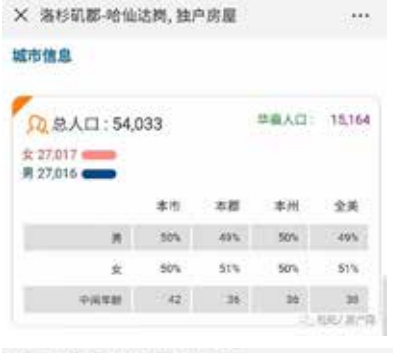 × 洛杉矶郡-哈仙达岗, 独户房屋 ...
城市信息
总人口 : 54,033 华裔人口: 15,164
女 27,017
男 27,016
本市 本郡 本州 全美
男 50% 49% 50% 49%
女 50% 51% 50% 51%
中间年龄 42 36 36 38